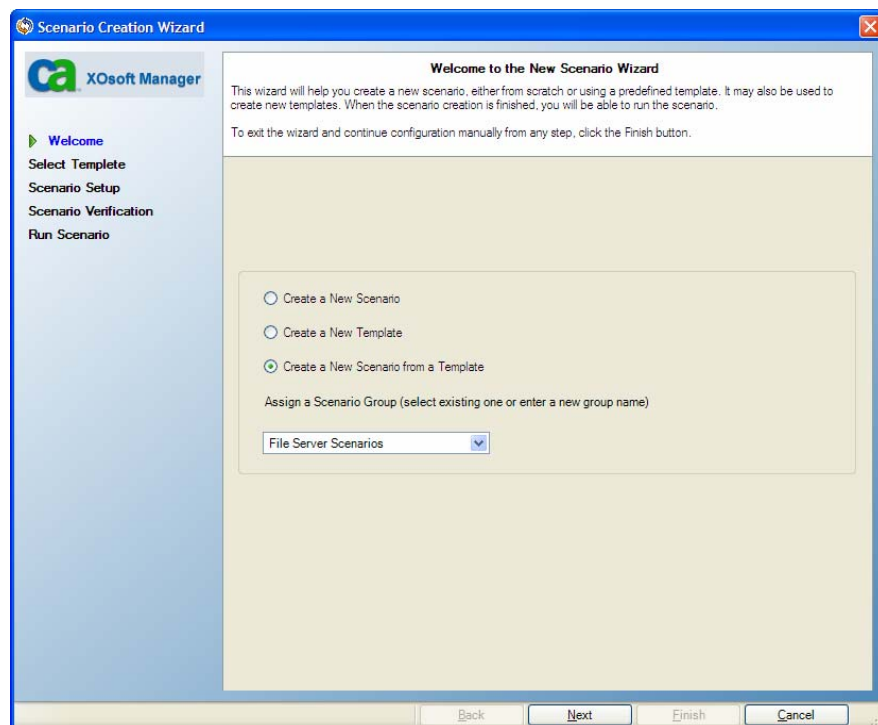 Scenario Creation Wizard
ca XOsoft Manager
Welcome
Select Templete
Scenario Setup
Scenario Verification
Run Scenario
Welcome to the New Scenario Wizard
This wizard will help you create a new scenario, either from scratch or using a predefined template. It may also be used to
create new templates. When the scenario creation is finished, you will be able to run the scenario.
To exit the wizard and continue configuration manually from any step, click the Finish button.
Create a New Scenario
Create a New Template
Create a New Scenario from a Template
Assign a Scenario Group (select existing one or enter a new group name)
File Server Scenarios
Back Next Finish Cancel